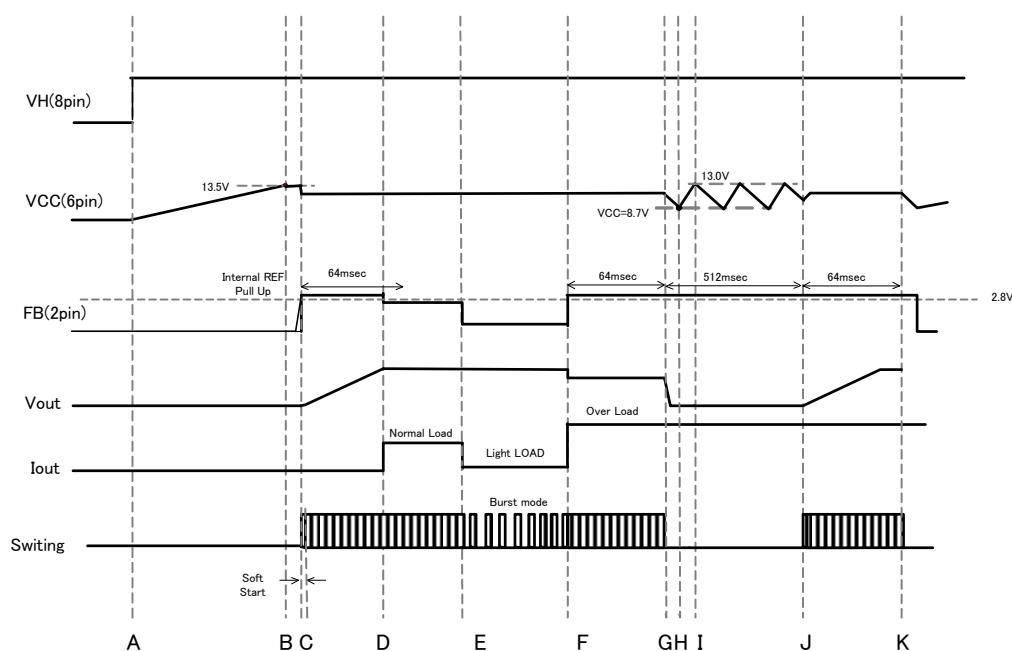 VH(8pin)
13.5V
13.0V
VCC(6pin)
VCC=8.7V
Internal REF
Pull Up
64msec
64msec
512msec
64msec
2.8V
FB(2pin)
Vout
Over Load
Normal Load
Light LOAD
Iout
Burst mode
Switing
Soft
Start
A B C D E F G H I J K